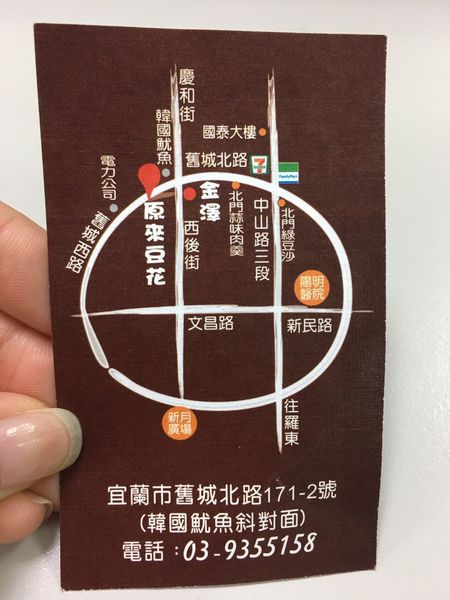 慶和街
國泰大樓
韓國魷魚
舊城北路
7
ELEVEN
FamilyMart
電力公司
舊城西路
原來豆花
金澤
西後街
北門蒜味肉羹
中山路三段
北門綠豆沙
陽明
醫院
文昌路
新民路
新月
廣場
往羅東
宜蘭市舊城北路171-2號
(韓國魷魚斜對面)
電話：03-9355158